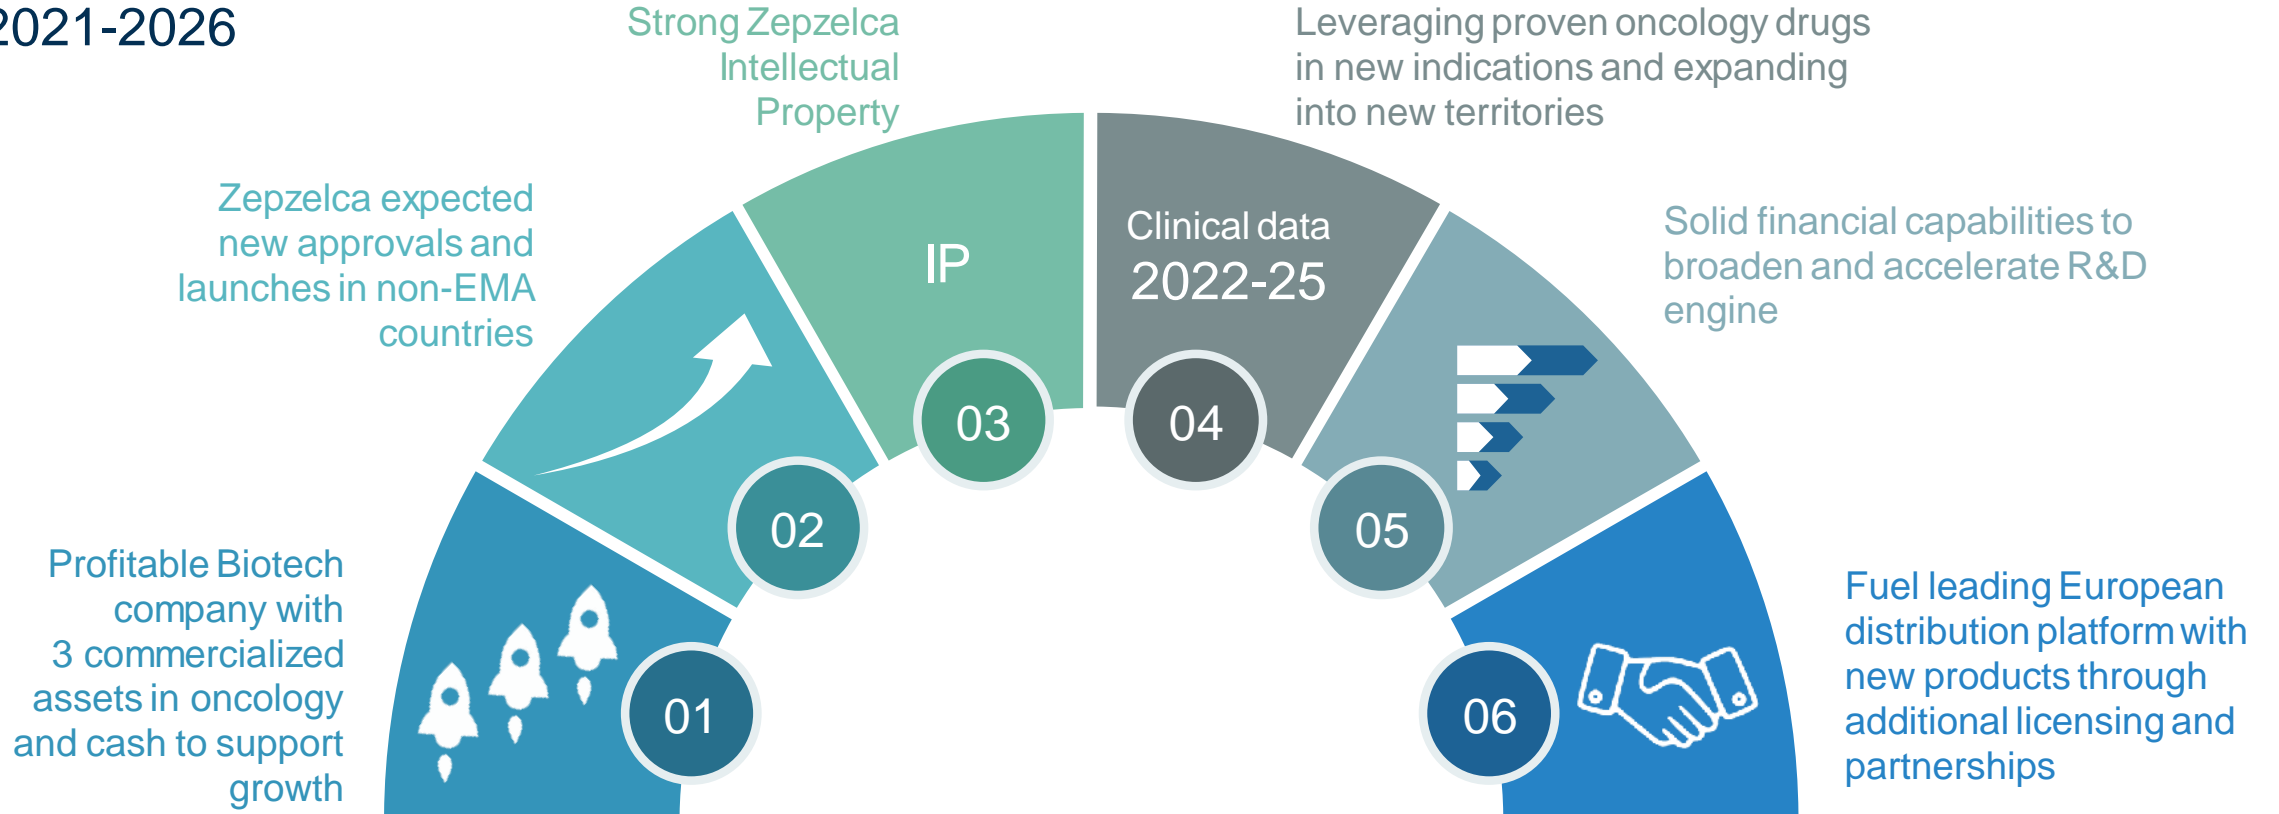 2021-2026
Strong Zepzelca
Intellectual
Property
Leveraging proven oncology drugs
in new indications and expanding
into new territories
Zepzelca expected
new approvals and
launches in non-EMA
countries
IP
Clinical data
2022-25
Solid financial capabilities to
broaden and accelerate R&D
engine
03
04
02
05
Profitable Biotech
company with
3 commercialized
assets in oncology
and cash to support
growth
01
06
Fuel leading European
distribution platform with
new products through
additional licensing and
partnerships